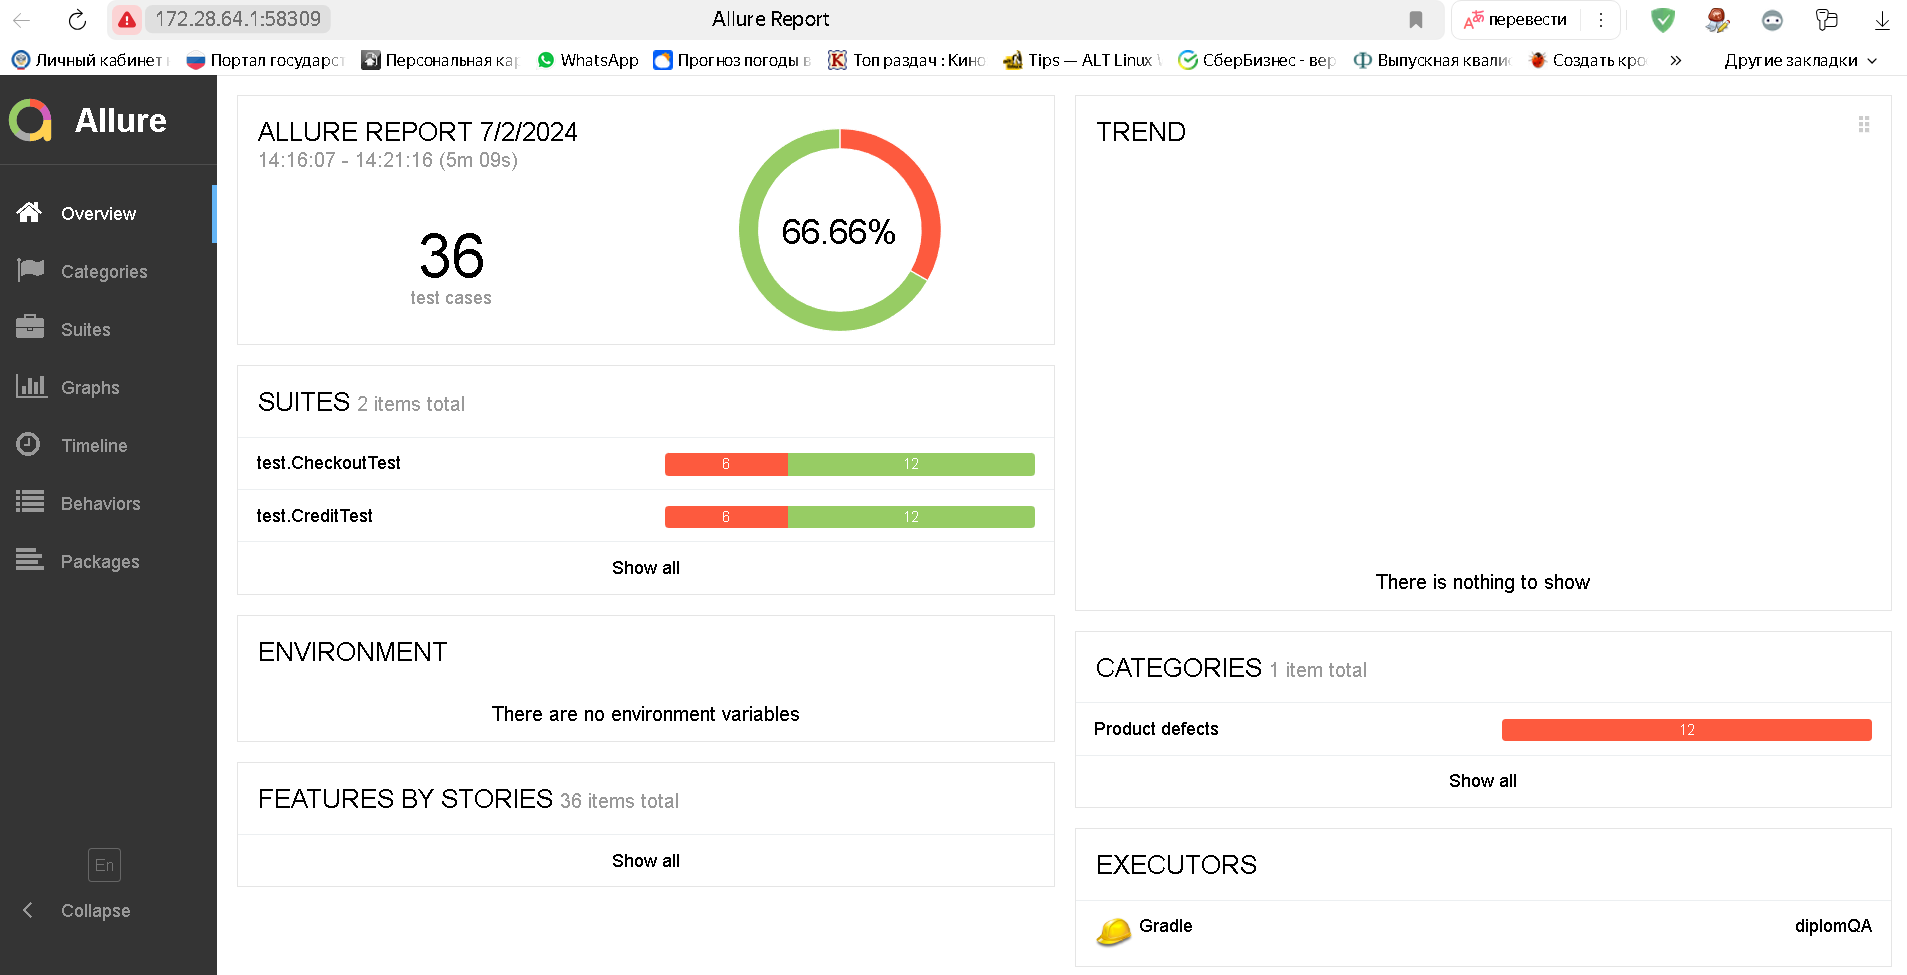 172.28.64.1:58309
Allure Report
перевести
Личный кабинет
Портал государст
Персональная кар
WhatsApp
Прогноз погоды в
Топ раздач : Кино
Tips — ALT Linux
СберБизнес - вер
Выпускная квали
Создать кро
»
Другие закладки
Allure
Overview
Categories
Suites
Graphs
Timeline
Behaviors
Packages
En
Collapse
ALLURE REPORT 7/2/2024
14:16:07 - 14:21:16 (5m 09s)
36
test cases
66.66%
SUITES 2 items total
test.CheckoutTest 6 12
test.CreditTest 6 12
Show all
ENVIRONMENT
There are no environment variables
FEATURES BY STORIES 36 items total
Show all
TREND
There is nothing to show
CATEGORIES 1 item total
Product defects 12
Show all
EXECUTORS
Gradle diplomQA